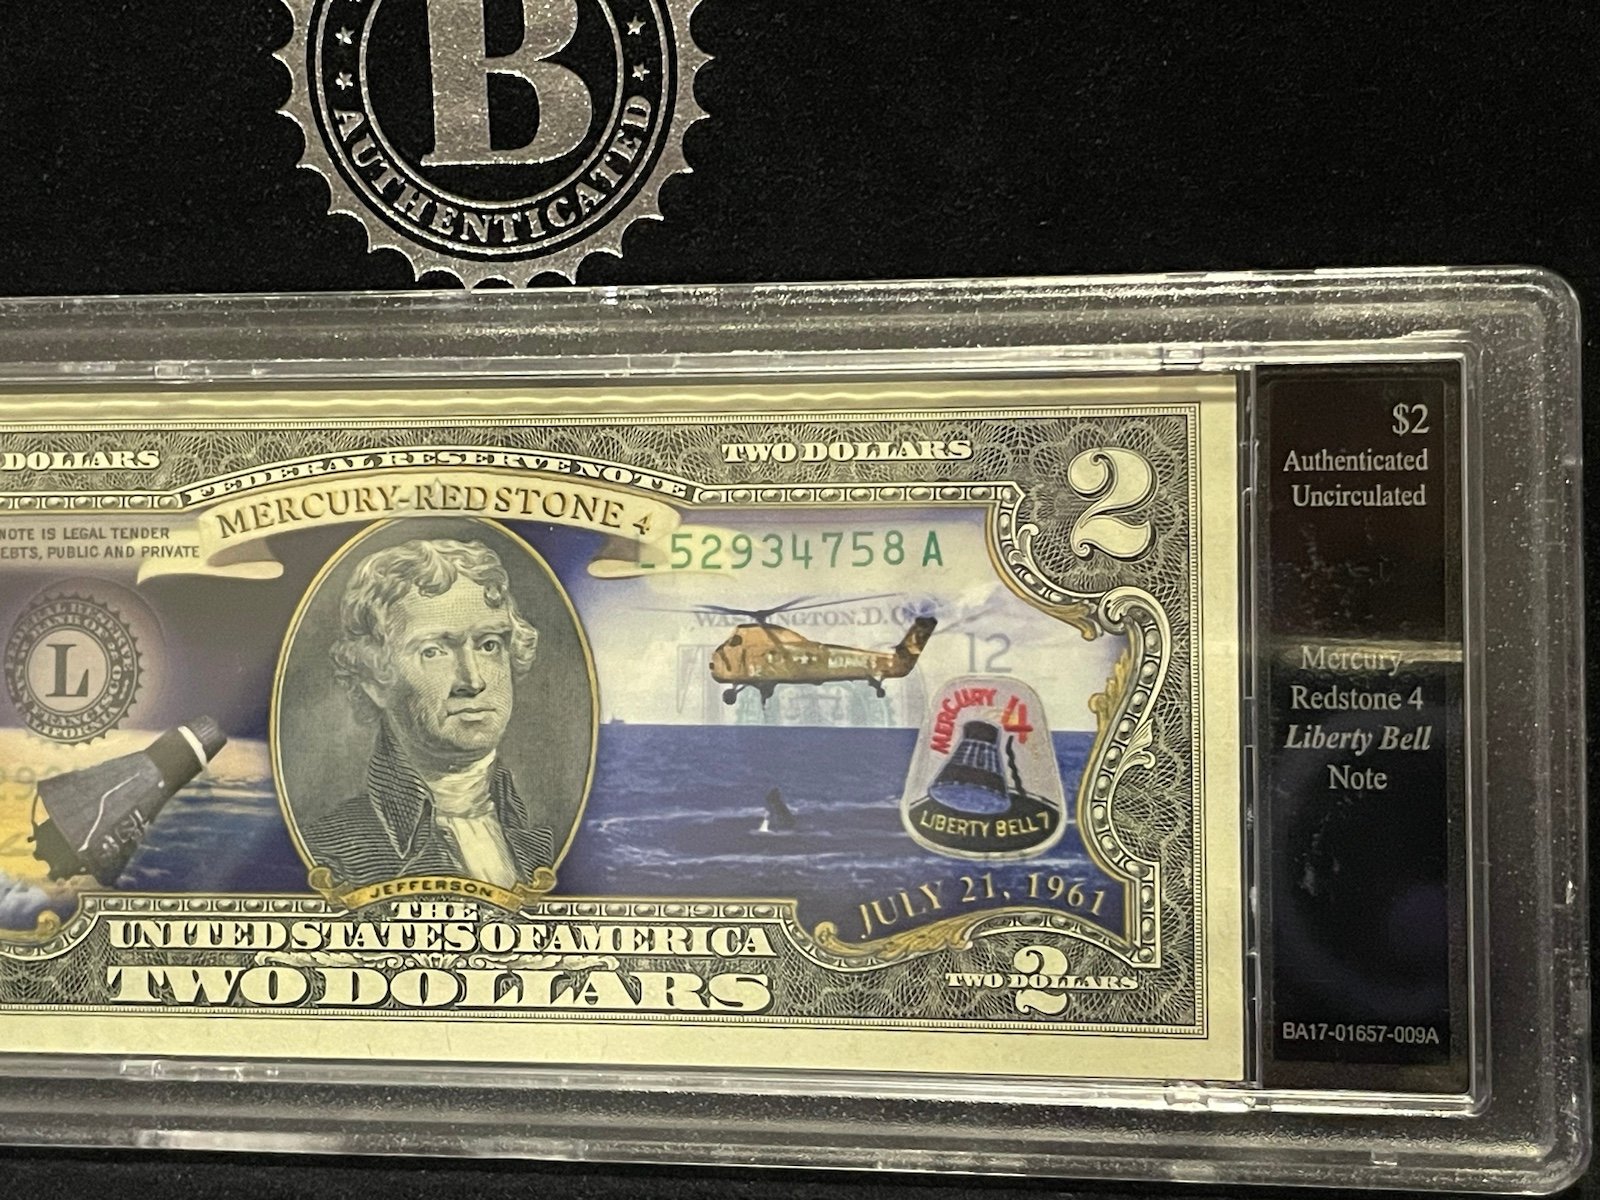 B
AUTHENTICATED
DOLLARS
FEDERAL RESERVE NOTE
TWO DOLLARS
2
MERCURY-REDSTONE 4
NOTE IS LEGAL TENDER
EBTS, PUBLIC AND PRIVATE
L 52934758 A
WASHINGTON, D.C.
12
L
MERCURY 4
LIBERTY BELL 7
JEFFERSON
JULY 21, 1961
THE
UNITED STATES OF AMERICA
TWO DOLLARS
2
TWO DOLLARS
$2
Authenticated
Uncirculated
Mercury-
Redstone 4
Liberty Bell
Note
BA17-01657-009A